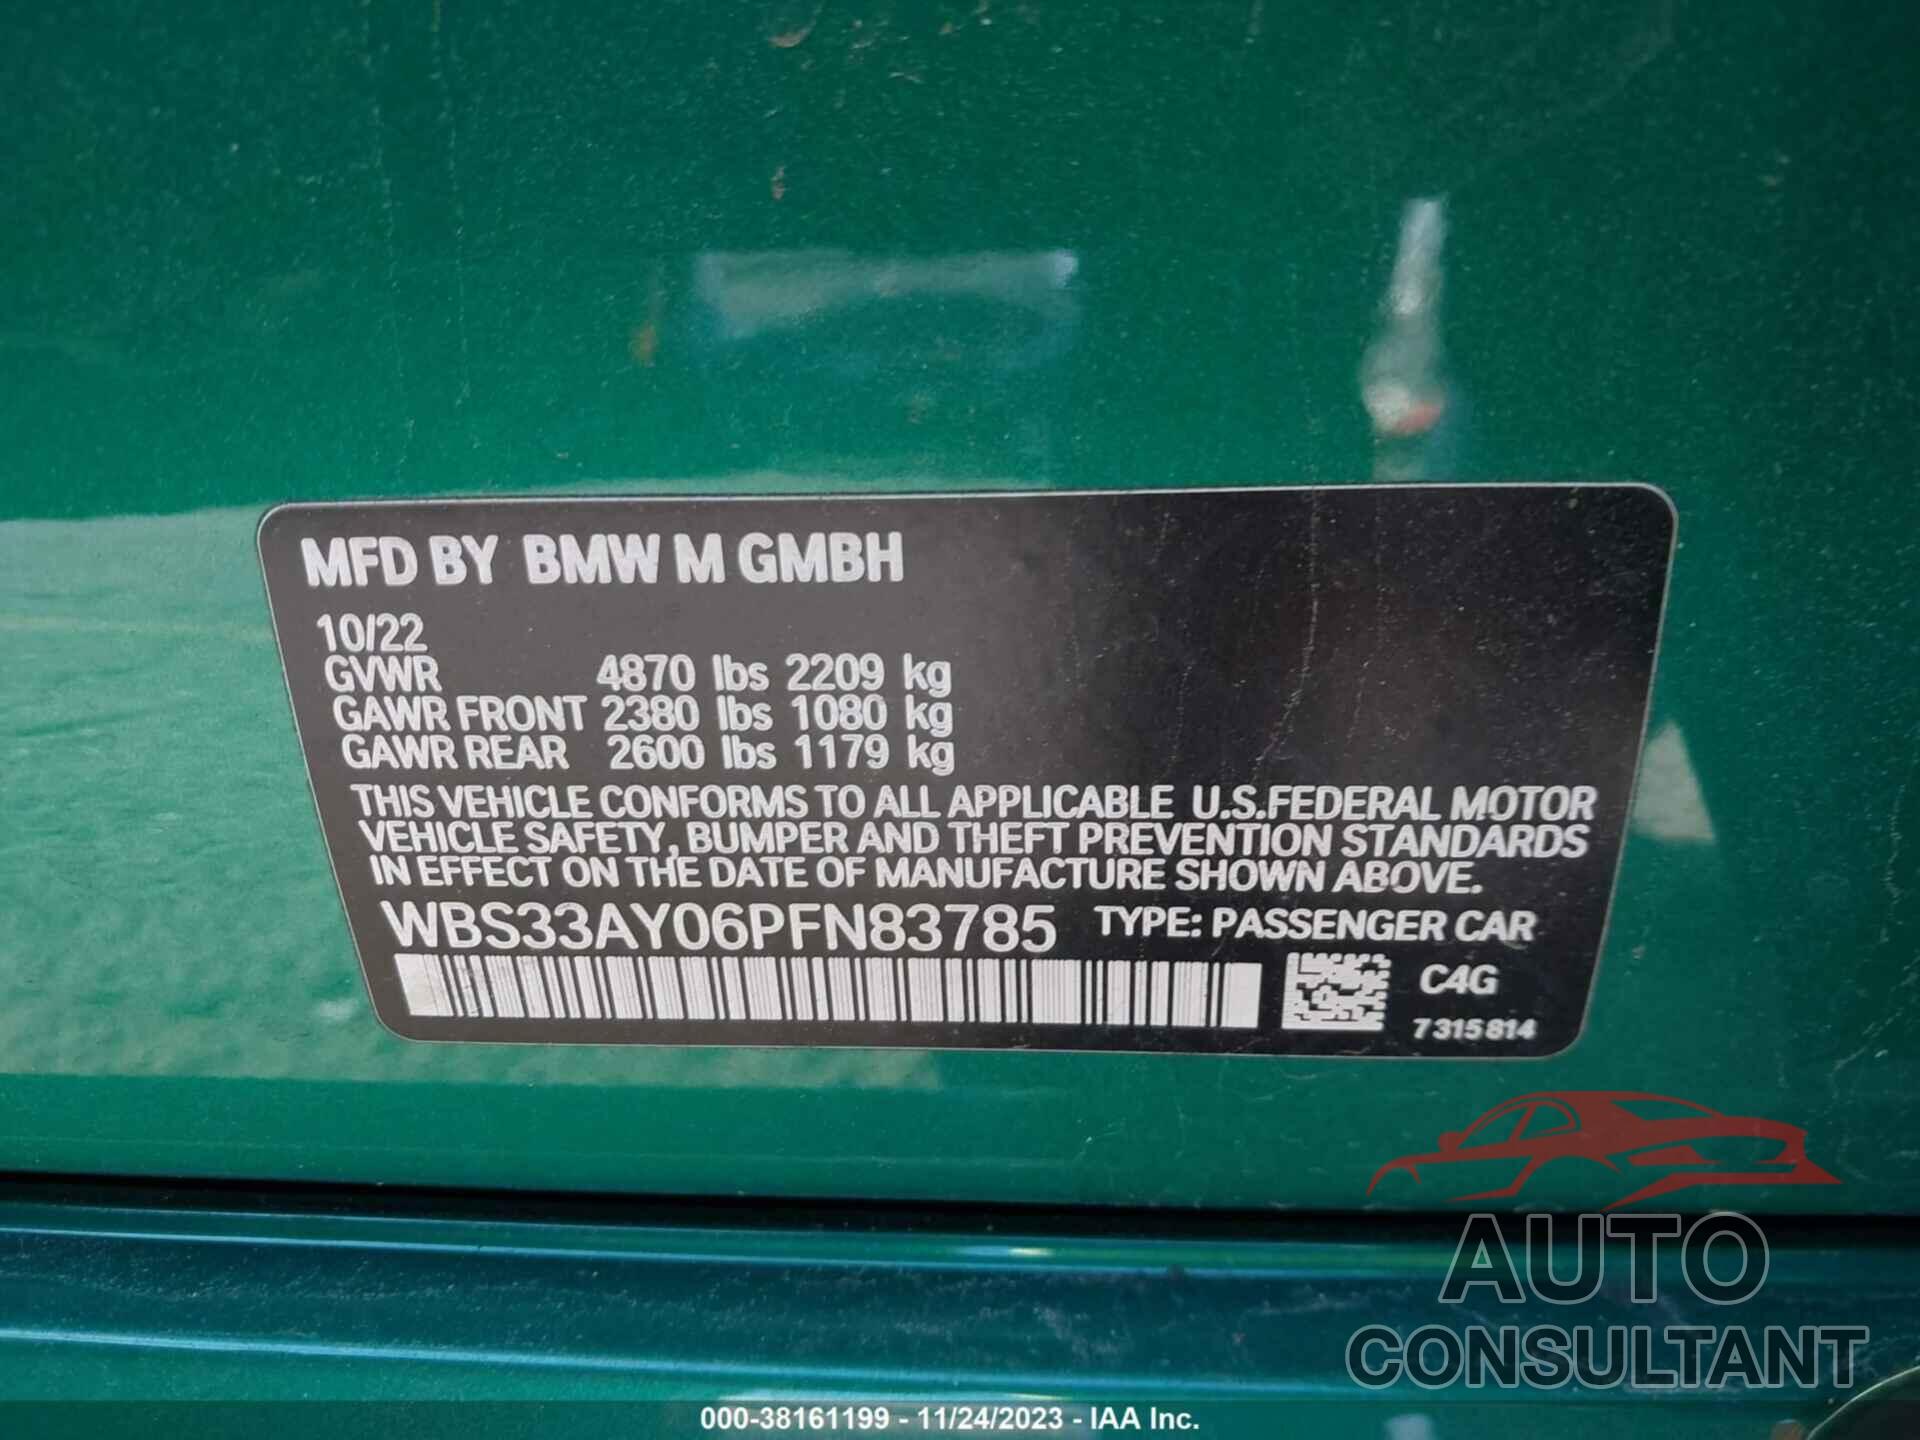 MFD BY BMW M GMBH
10/22
GVWR 4870 lbs 2209 kg
GAWR FRONT 2380 lbs 1080 kg
GAWR REAR 2600 lbs 1179 kg
THIS VEHICLE CONFORMS TO ALL APPLICABLE U.S.FEDERAL MOTOR
VEHICLE SAFETY, BUMPER AND THEFT PREVENTION STANDARDS
IN EFFECT ON THE DATE OF MANUFACTURE SHOWN ABOVE.
WBS33AY06PFN83785 TYPE: PASSENGER CAR
C4G
7 315 814
AUTO
CONSULTANT
000-38161199 - 11/24/2023 - IAA Inc.